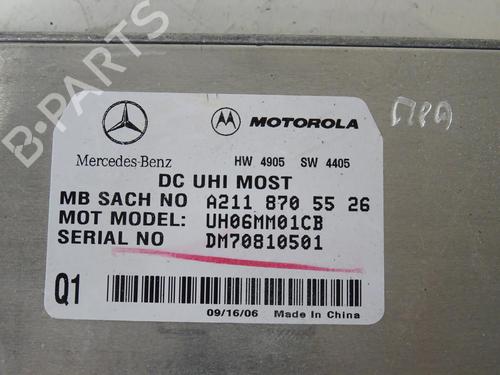 B-PARTS
Mercedes-Benz
MOTOROLA
HW 4905 SW 4405
DC UHI MOST
MB SACH NO A211 870 55 26
MOT MODEL: UH06MM01CB
SERIAL NO DM70810501
Q1
09/16/06 Made In China